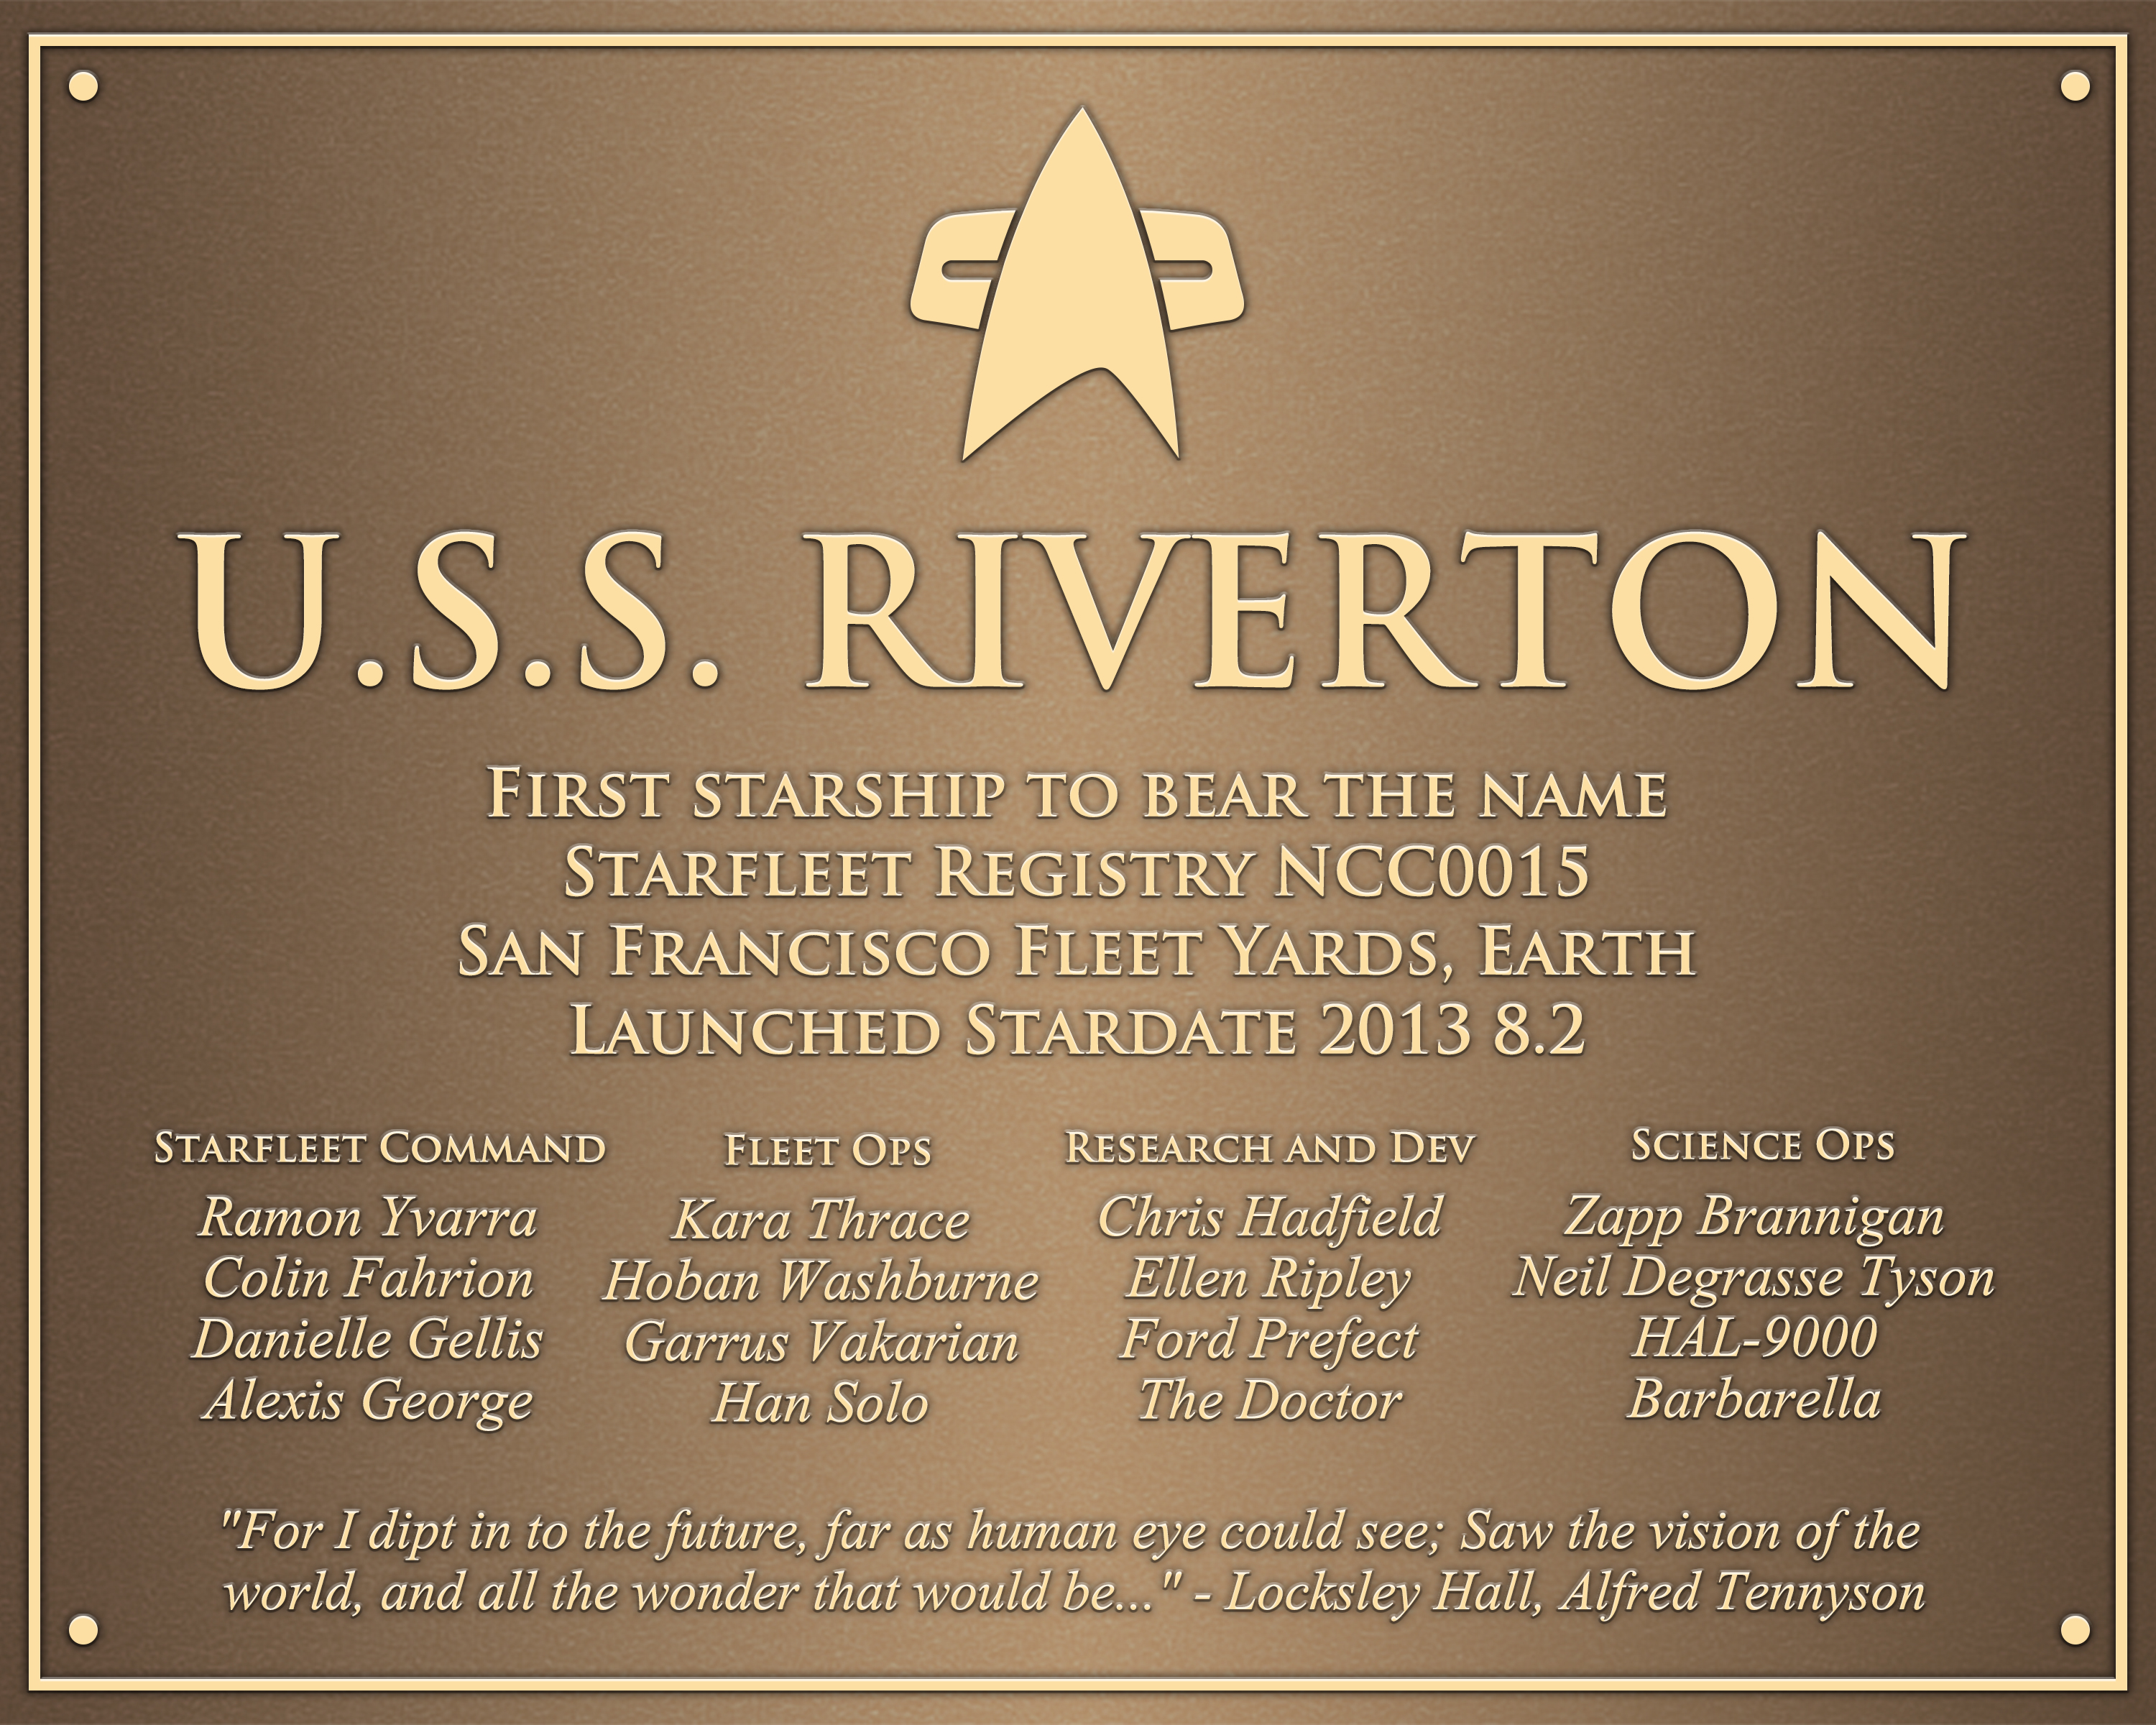 U.S.S. RIVERTON
FIRST STARSHIP TO BEAR THE NAME
STARFLEET REGISTRY NCC0015
SAN FRANCISCO FLEET YARDS, EARTH
LAUNCHED STARDATE 2013 8.2
STARFLEET COMMAND
Ramon Yvarra
Colin Fahrion
Danielle Gellis
Alexis George
FLEET OPS
Kara Thrace
Hoban Washburne
Garrus Vakarian
Han Solo
RESEARCH AND DEV
Chris Hadfield
Ellen Ripley
Ford Prefect
The Doctor
SCIENCE OPS
Zapp Brannigan
Neil Degrasse Tyson
HAL-9000
Barbarella
"For I dipt in to the future, far as human eye could see; Saw the vision of the
world, and all the wonder that would be..." - Locksley Hall, Alfred Tennyson